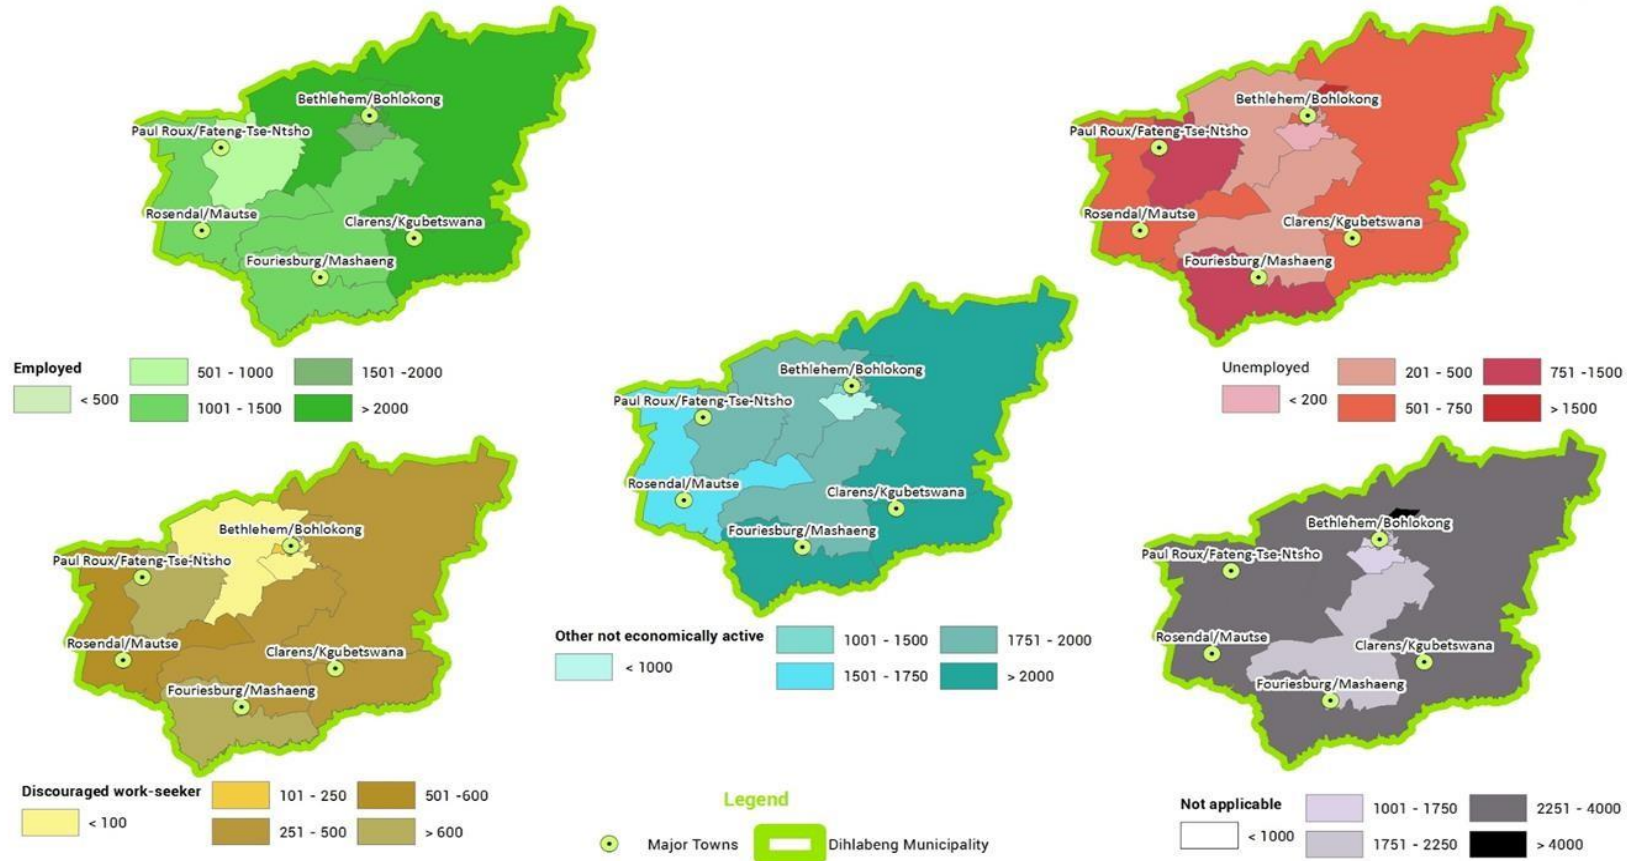 Bethlehem/Bohlokong
Paul Roux/Fateng-Tse-Ntsho
Rosendal/Mautse
Clarens/Kgubetswana
Fouriesburg/Mashaeng
Employed
< 500
501 - 1000
1001 - 1500
1501 -2000
> 2000
Bethlehem/Bohlokong
Paul Roux/Fateng-Tse-Ntsho
Rosendal/Mautse
Clarens/Kgubetswana
Fouriesburg/Mashaeng
Unemployed
< 200
201 - 500
501 - 750
751 -1500
> 1500
Bethlehem/Bohlokong
Paul Roux/Fateng-Tse-Ntsho
Rosendal/Mautse
Clarens/Kgubetswana
Fouriesburg/Mashaeng
Other not economically active
< 1000
1001 - 1500
1501 - 1750
1751 - 2000
> 2000
Bethlehem/Bohlokong
Paul Roux/Fateng-Tse-Ntsho
Rosendal/Mautse
Clarens/Kgubetswana
Fouriesburg/Mashaeng
Discouraged work-seeker
< 100
101 - 250
251 - 500
501 -600
> 600
Bethlehem/Bohlokong
Paul Roux/Fateng-Tse-Ntsho
Rosendal/Mautse
Clarens/Kgubetswana
Fouriesburg/Mashaeng
Not applicable
< 1000
1001 - 1750
1751 - 2250
2251 - 4000
> 4000
Legend
Major Towns
Dihlabeng Municipality